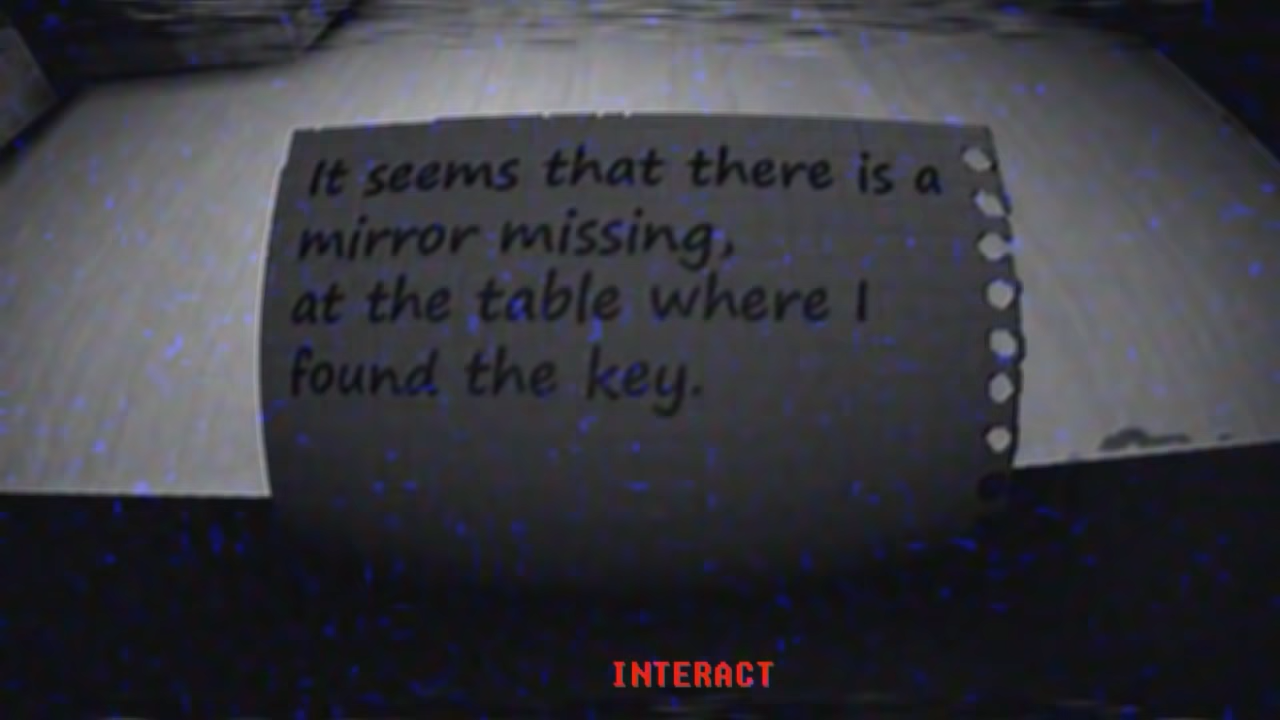 It seems that there is a
mirror missing,
at the table where I
found the key.
INTERACT